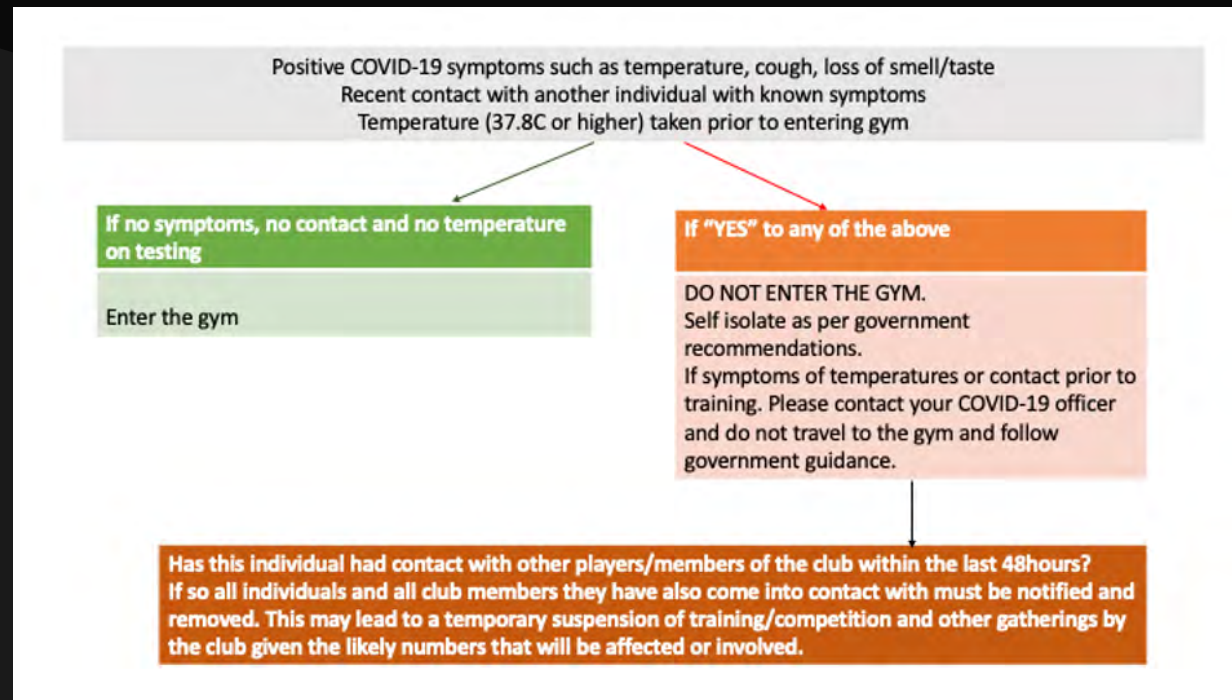 Positive COVID-19 symptoms such as temperature, cough, loss of smell/taste
Recent contact with another individual with known symptoms
Temperature (37.8C or higher) taken prior to entering gym
If no symptoms, no contact and no temperature
on testing
Enter the gym
If "YES" to any of the above
DO NOT ENTER THE GYM.
Self isolate as per government
recommendations.
If symptoms of temperatures or contact prior to
training. Please contact your COVID-19 officer
and do not travel to the gym and follow
government guidance.
Has this individual had contact with other players/members of the club within the last 48hours?
If so all individuals and all club members they have also come into contact with must be notified and
removed. This may lead to a temporary suspension of training/competition and other gatherings by
the club given the likely numbers that will be affected or involved.